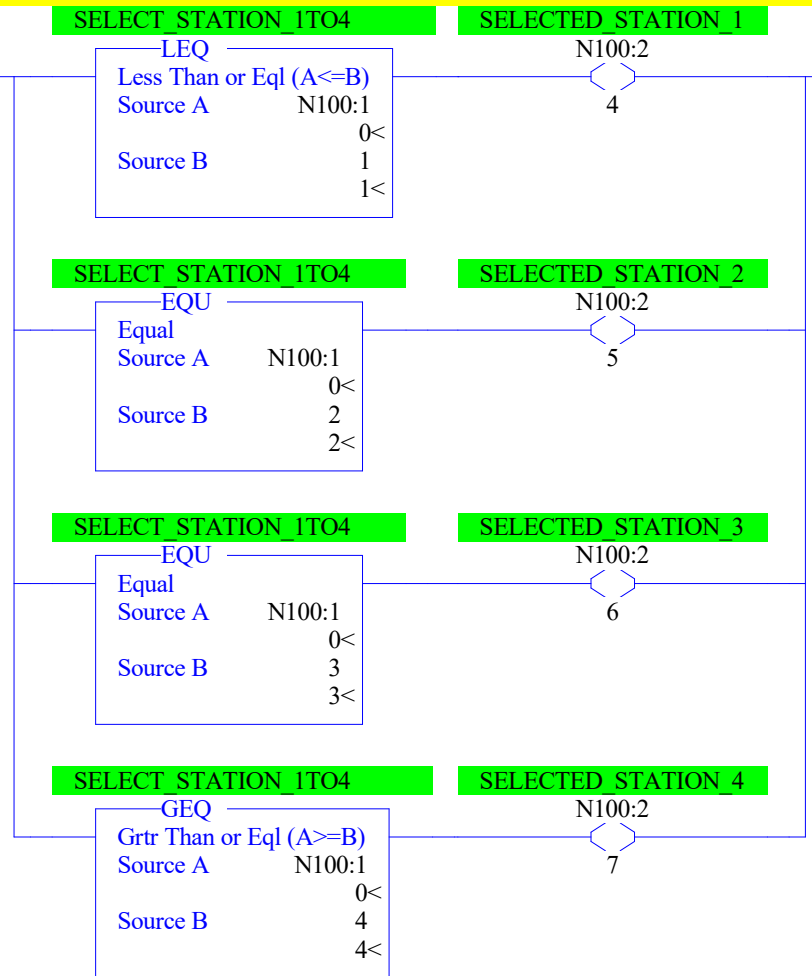 SELECT_STATION_1TO4 SELECTED_STATION_1
LEQ N100:2
Less Than or Eql (A<=B)
Source A N100:1 4
0<
Source B 1
1<
SELECT_STATION_1TO4 SELECTED_STATION_2
EQU N100:2
Equal
Source A N100:1 5
0<
Source B 2
2<
SELECT_STATION_1TO4 SELECTED_STATION_3
EQU N100:2
Equal
Source A N100:1 6
0<
Source B 3
3<
SELECT_STATION_1TO4 SELECTED_STATION_4
GEQ N100:2
Grtr Than or Eql (A>=B)
Source A N100:1 7
0<
Source B 4
4<